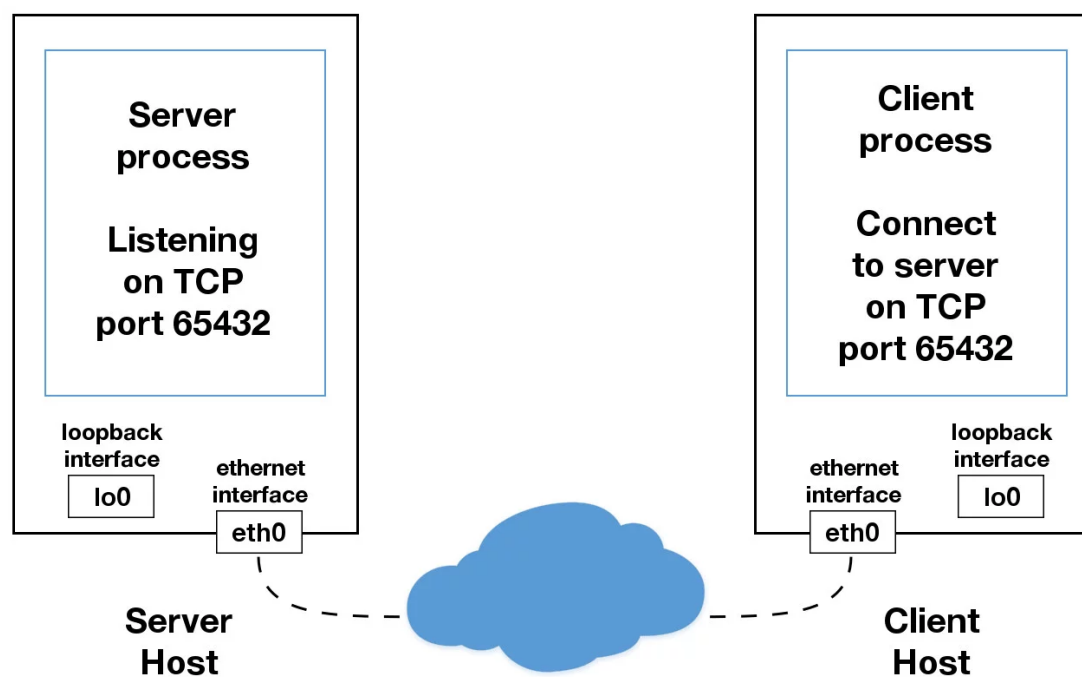 Server
process
Listening
on TCP
port 65432
loopback
interface
lo0
ethernet
interface
eth0
Server
Host
Client
process
Connect
to server
on TCP
port 65432
ethernet
interface
eth0
loopback
interface
lo0
Client
Host